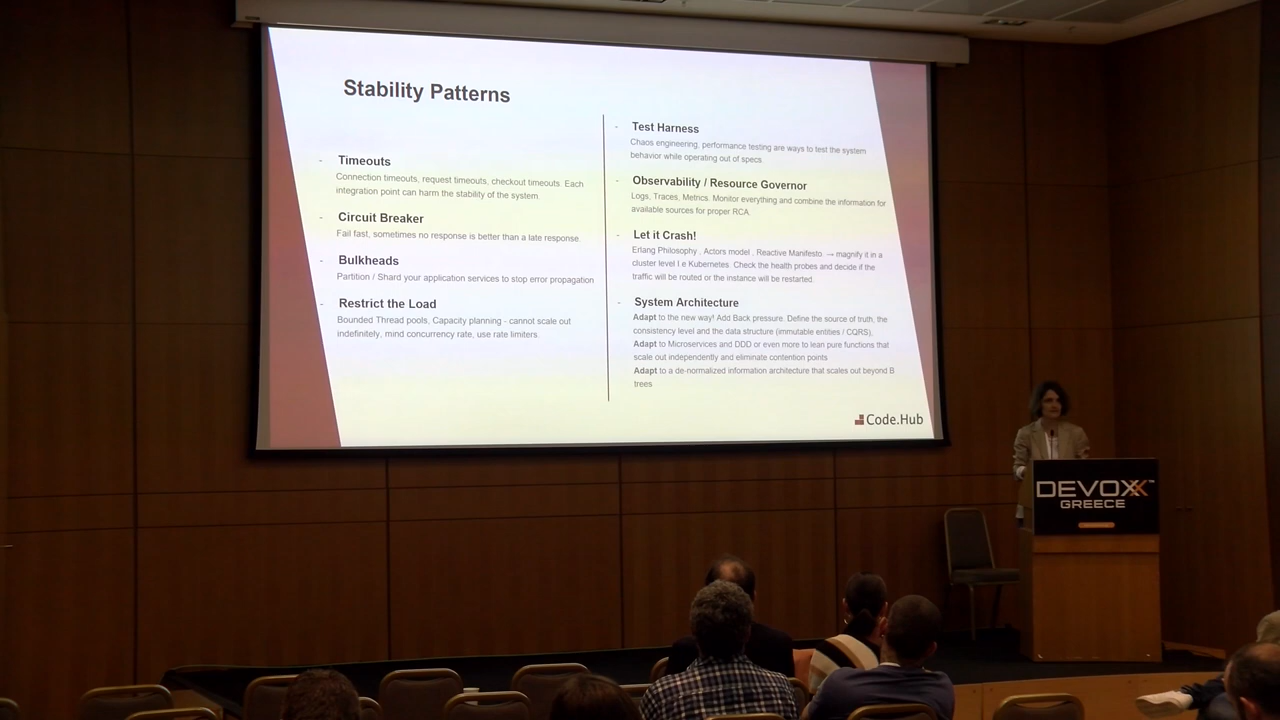 Stability Patterns
- Timeouts
Connection timeouts, request timeouts, checkout timeouts. Each
integration point can harm the stability of the system.
- Circuit Breaker
Fail fast, sometimes no response is better than a late response.
- Bulkheads
Partition / Shard your application services to stop error propagation
- Restrict the Load
Bounded Thread pools, Capacity planning - cannot scale out
indefinitely, mind concurrency rate, use rate limiters.
- Test Harness
Chaos engineering, performance testing are ways to test the system
behavior while operating out of specs.
- Observability / Resource Governor
Logs, Traces, Metrics. Monitor everything and combine the information for
available sources for proper RCA.
- Let it Crash!
Erlang Philosophy , Actors model , Reactive Manifesto. → magnify it in a
cluster level I.e Kubernetes. Check the health probes and decide if the
traffic will be routed or the instance will be restarted.
- System Architecture
Adapt to the new way! Add Back pressure. Define the source of truth, the
consistency level and the data structure (immutable entities / CQRS),
Adapt to Microservices and DDD or even more to lean pure functions that
scale out independently and eliminate contention points
Adapt to a de-normalized information architecture that scales out beyond B
trees
Code.Hub
DEVOXX™
GREECE